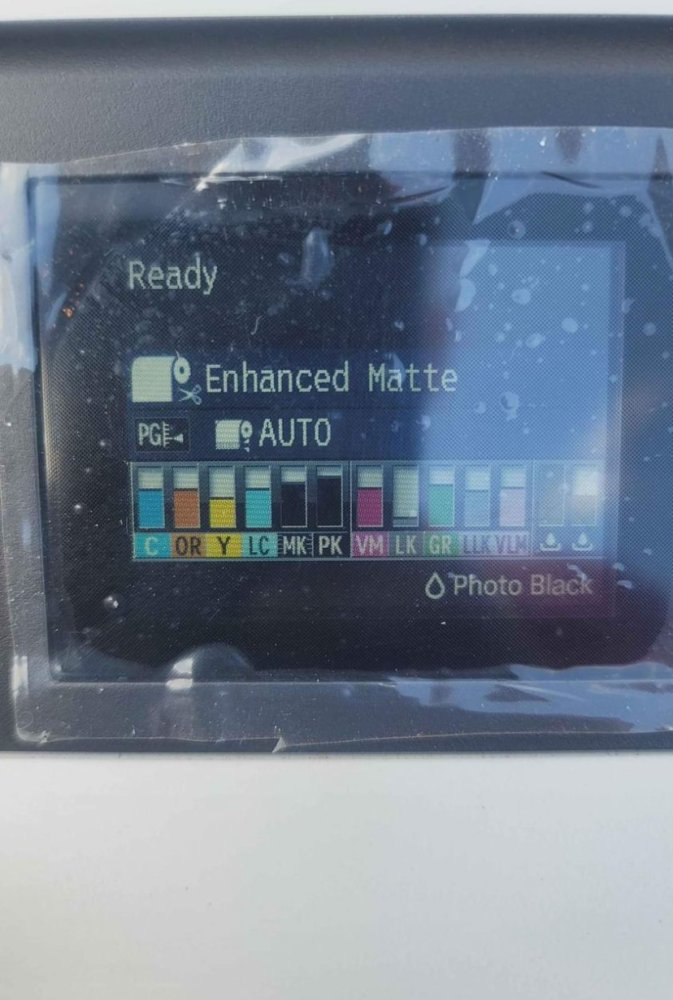 Ready
Enhanced Matte
PG AUTO
C OR Y LC MK PK VM LK GR LLK VLM
Photo Black